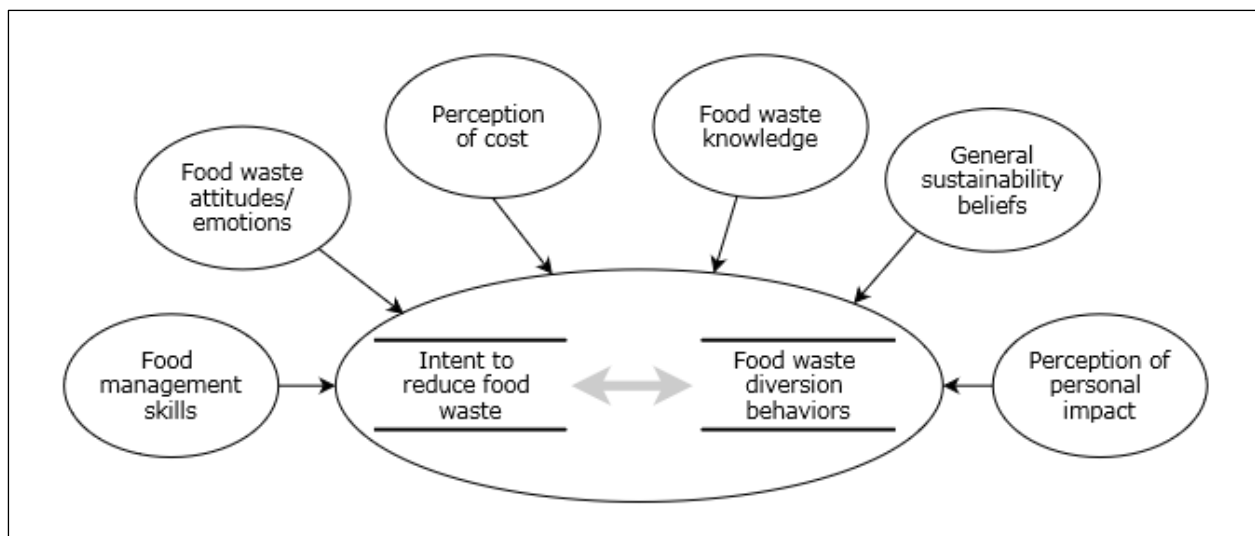 Perception
of cost
Food waste
knowledge
Food waste
attitudes/
emotions
General
sustainability
beliefs
Food
management
skills
Intent to
reduce food
waste
Food waste
diversion
behaviors
Perception of
personal
impact